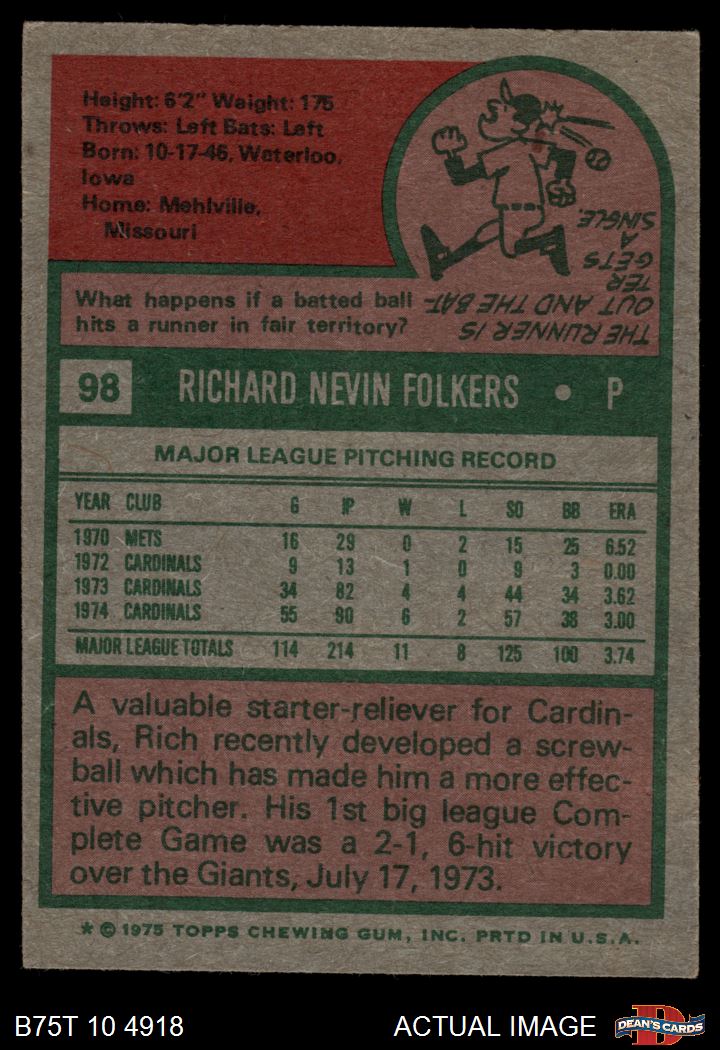 Height: 6'2" Weight: 175
Throws: Left Bats: Left
Born: 10-17-46, Waterloo,
Iowa
Home: Mehlville,
Missouri
What happens if a batted ball
hits a runner in fair territory?
THE RUNNER IS
OUT AND THE BAT-
TER
GETS
A
SINGLE.
98 RICHARD NEVIN FOLKERS • P
MAJOR LEAGUE PITCHING RECORD
YEAR CLUB G IP W L SO BB ERA
1970 METS 16 29 0 2 15 25 6.52
1972 CARDINALS 9 13 1 0 9 3 0.00
1973 CARDINALS 34 82 4 4 44 34 3.62
1974 CARDINALS 55 90 6 2 57 38 3.00
MAJOR LEAGUE TOTALS 114 214 11 8 125 100 3.74
A valuable starter-reliever for Cardin-
als, Rich recently developed a screw-
ball which has made him a more effec-
tive pitcher. His 1st big league Com-
plete Game was a 2-1, 6-hit victory
over the Giants, July 17, 1973.
* © 1975 TOPPS CHEWING GUM, INC. PRTD IN U.S.A.
B75T 10 4918 ACTUAL IMAGE DEAN'S CARDS